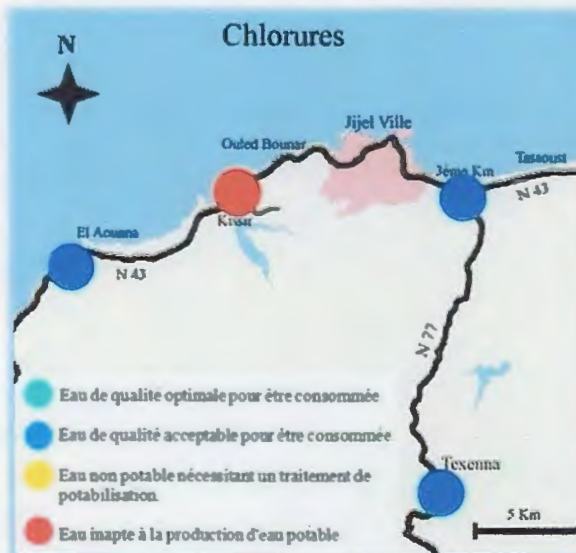 Chlorures
N
Jijel Ville
Ouled Bounar
Tassoust
3éme Km
N 43
Kissir
El Aouana
N 43
N 77
Eau de qualité optimale pour être consommée
Eau de qualité acceptable pour être consommée
Eau non potable nécessitant un traitement de
potabilisation.
Eau inapte à la production d'eau potable
Texenna
5 Km